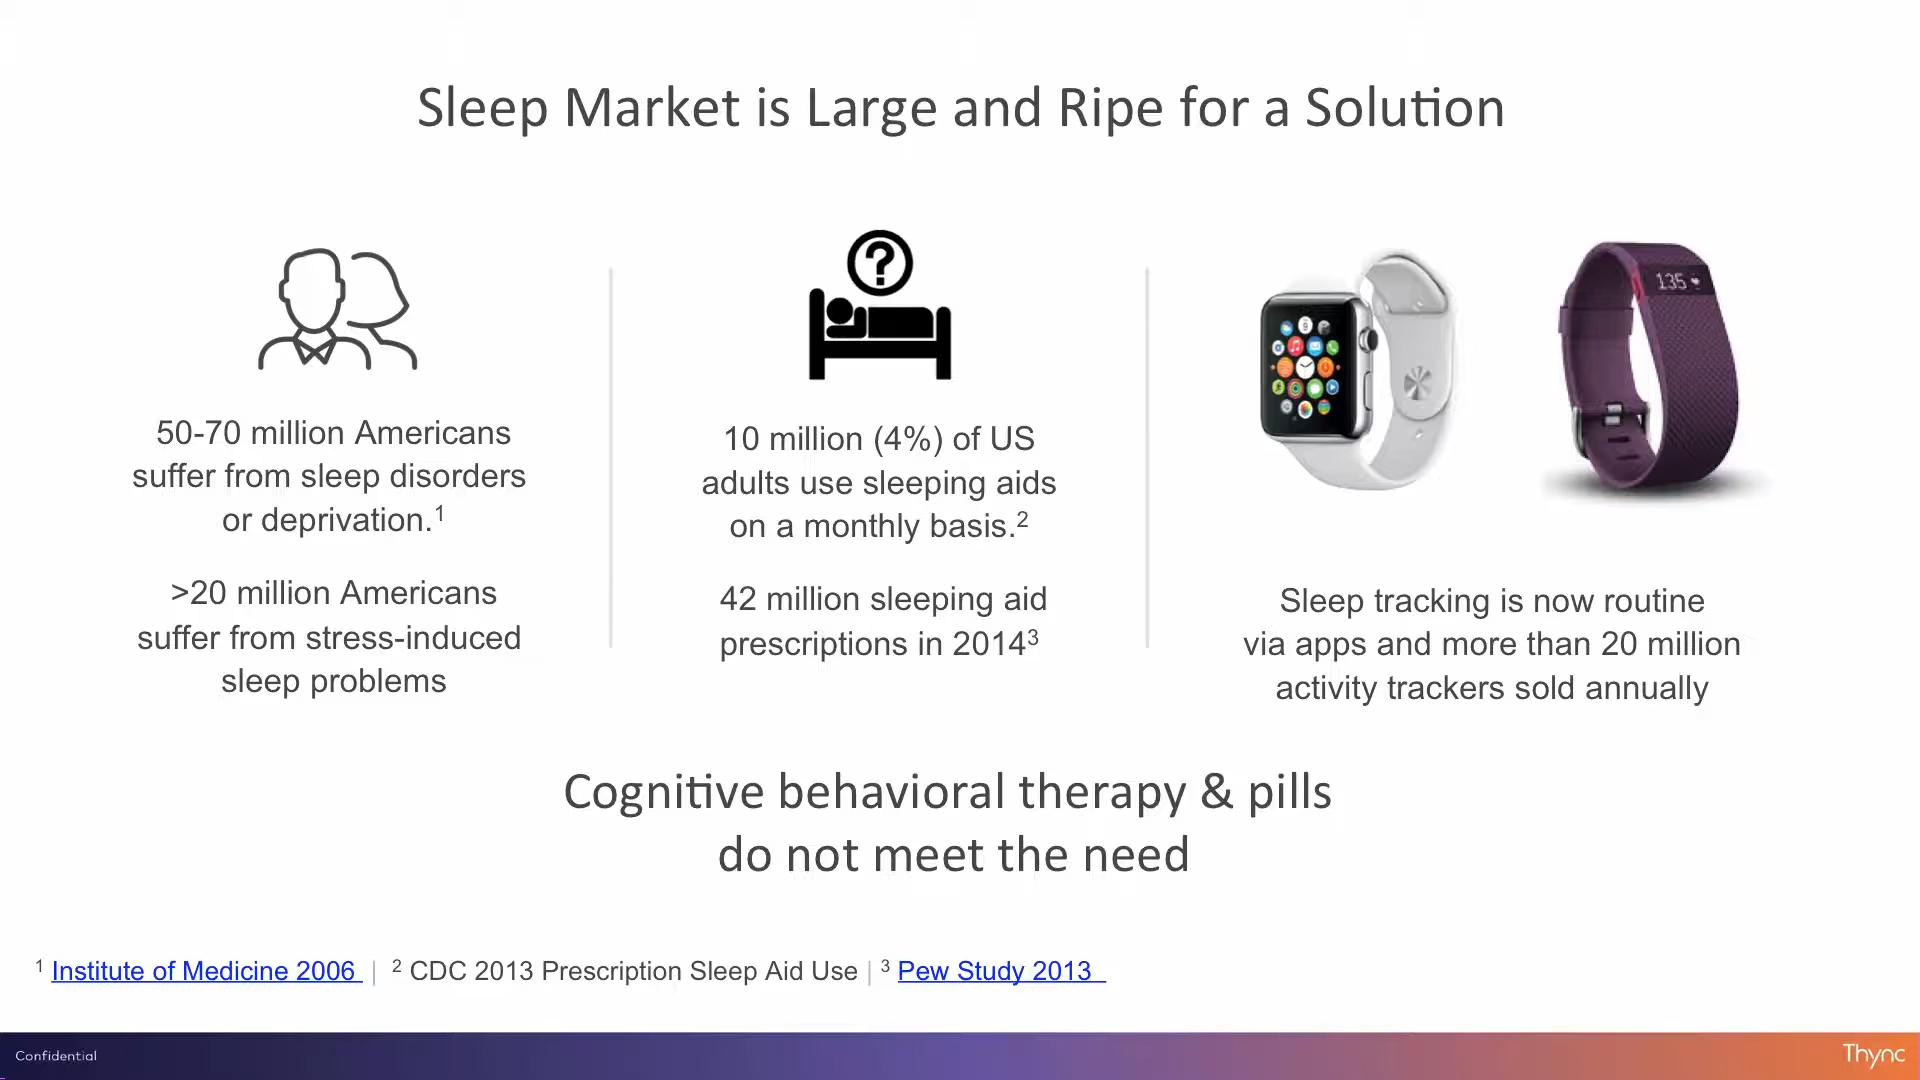 Sleep Market is Large and Ripe for a Solution
?
135
50-70 million Americans
suffer from sleep disorders
or deprivation.1
>20 million Americans
suffer from stress-induced
sleep problems
10 million (4%) of US
adults use sleeping aids
on a monthly basis.2
42 million sleeping aid
prescriptions in 20143
Sleep tracking is now routine
via apps and more than 20 million
activity trackers sold annually
Cognitive behavioral therapy & pills
do not meet the need
1 Institute of Medicine 2006 | 2 CDC 2013 Prescription Sleep Aid Use | 3 Pew Study 2013
Confidential
Thync